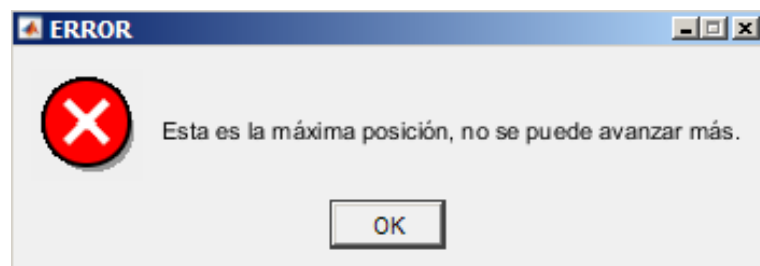 ERROR
Esta es la máxima posición, no se puede avanzar más.
OK